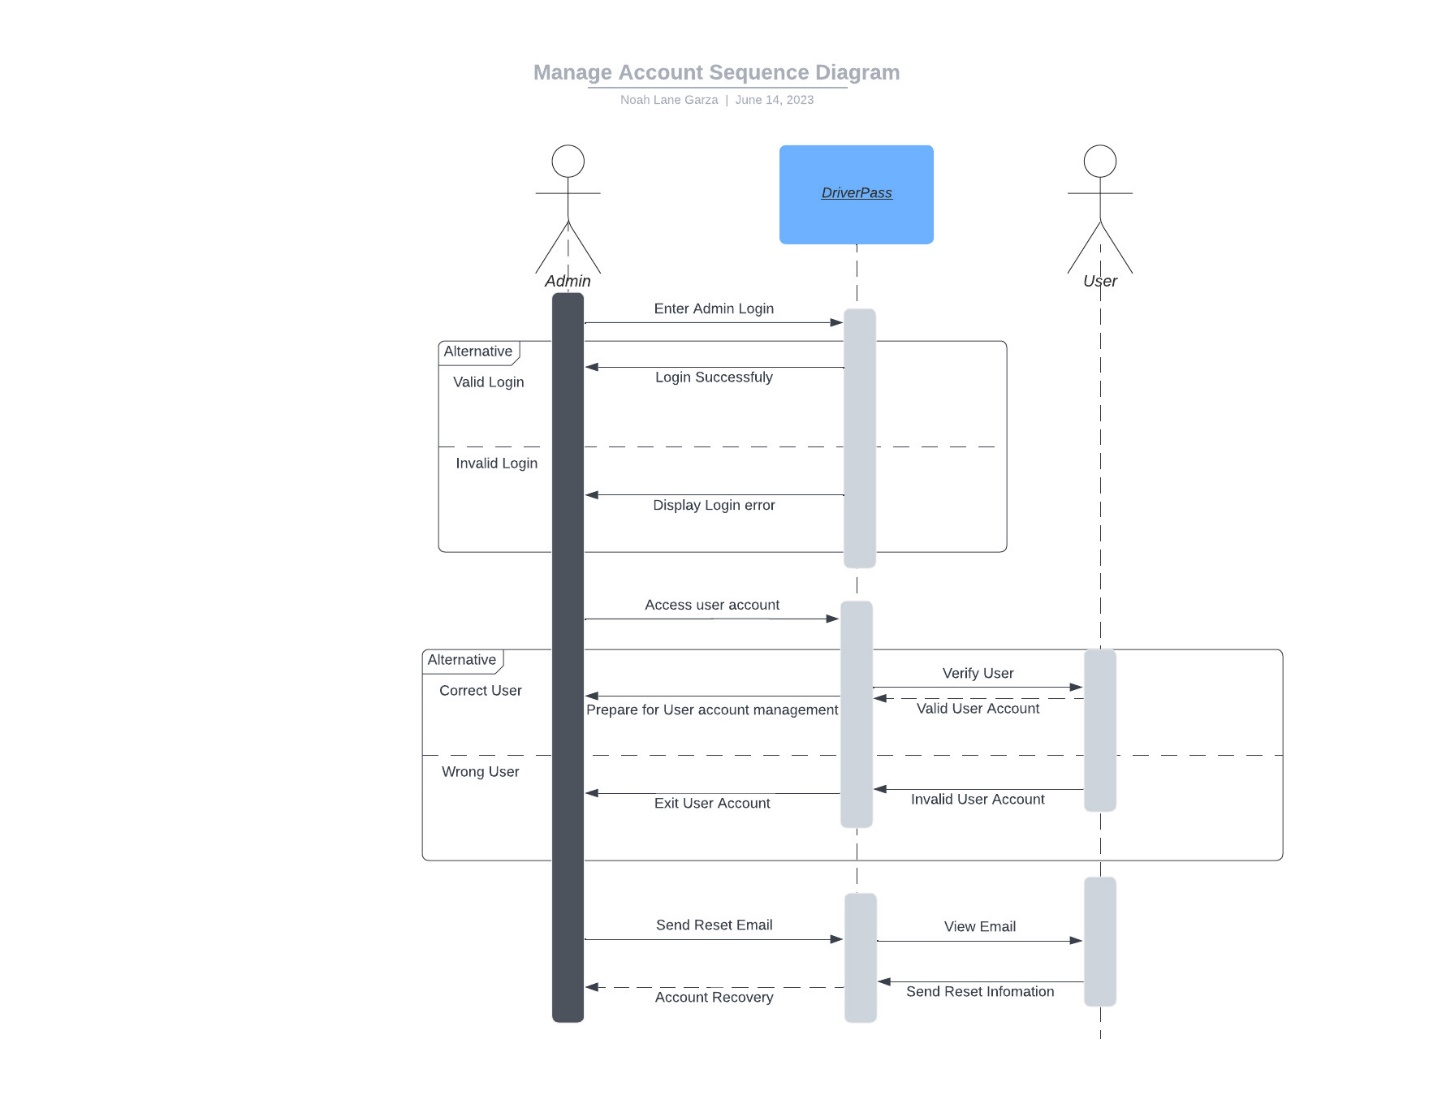 Manage Account Sequence Diagram
Noah Lane Garza | June 14, 2023
DriverPass
Admin
User
Enter Admin Login
Alternative
Login Successfuly
Valid Login
Invalid Login
Display Login error
Access user account
Alternative
Verify User
Correct User
Prepare for User account management
Valid User Account
Wrong User
Exit User Account
Invalid User Account
Send Reset Email
View Email
Account Recovery
Send Reset Infomation